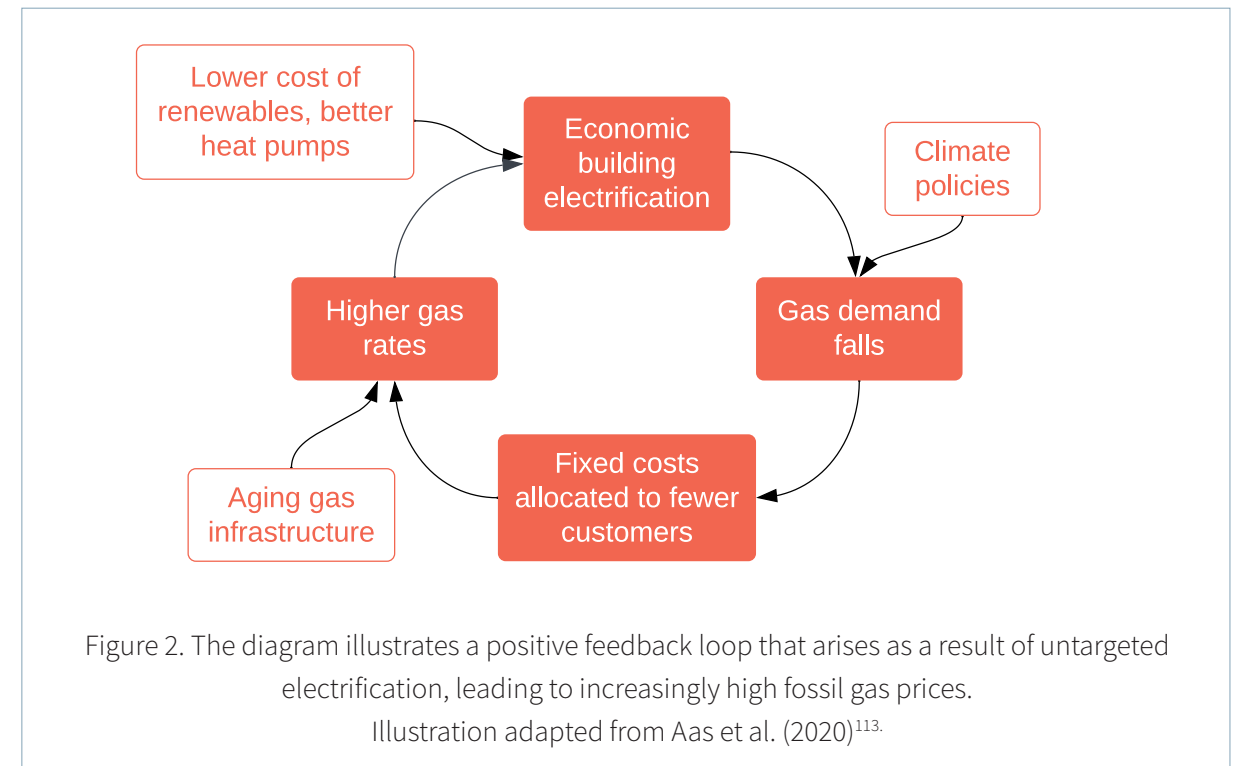 Lower cost of
renewables, better
heat pumps
Economic
building
electrification
Climate
policies
Higher gas
rates
Gas demand
falls
Aging gas
infrastructure
Fixed costs
allocated to fewer
customers
Figure 2. The diagram illustrates a positive feedback loop that arises as a result of untargeted
electrification, leading to increasingly high fossil gas prices.
Illustration adapted from Aas et al. (2020)113.